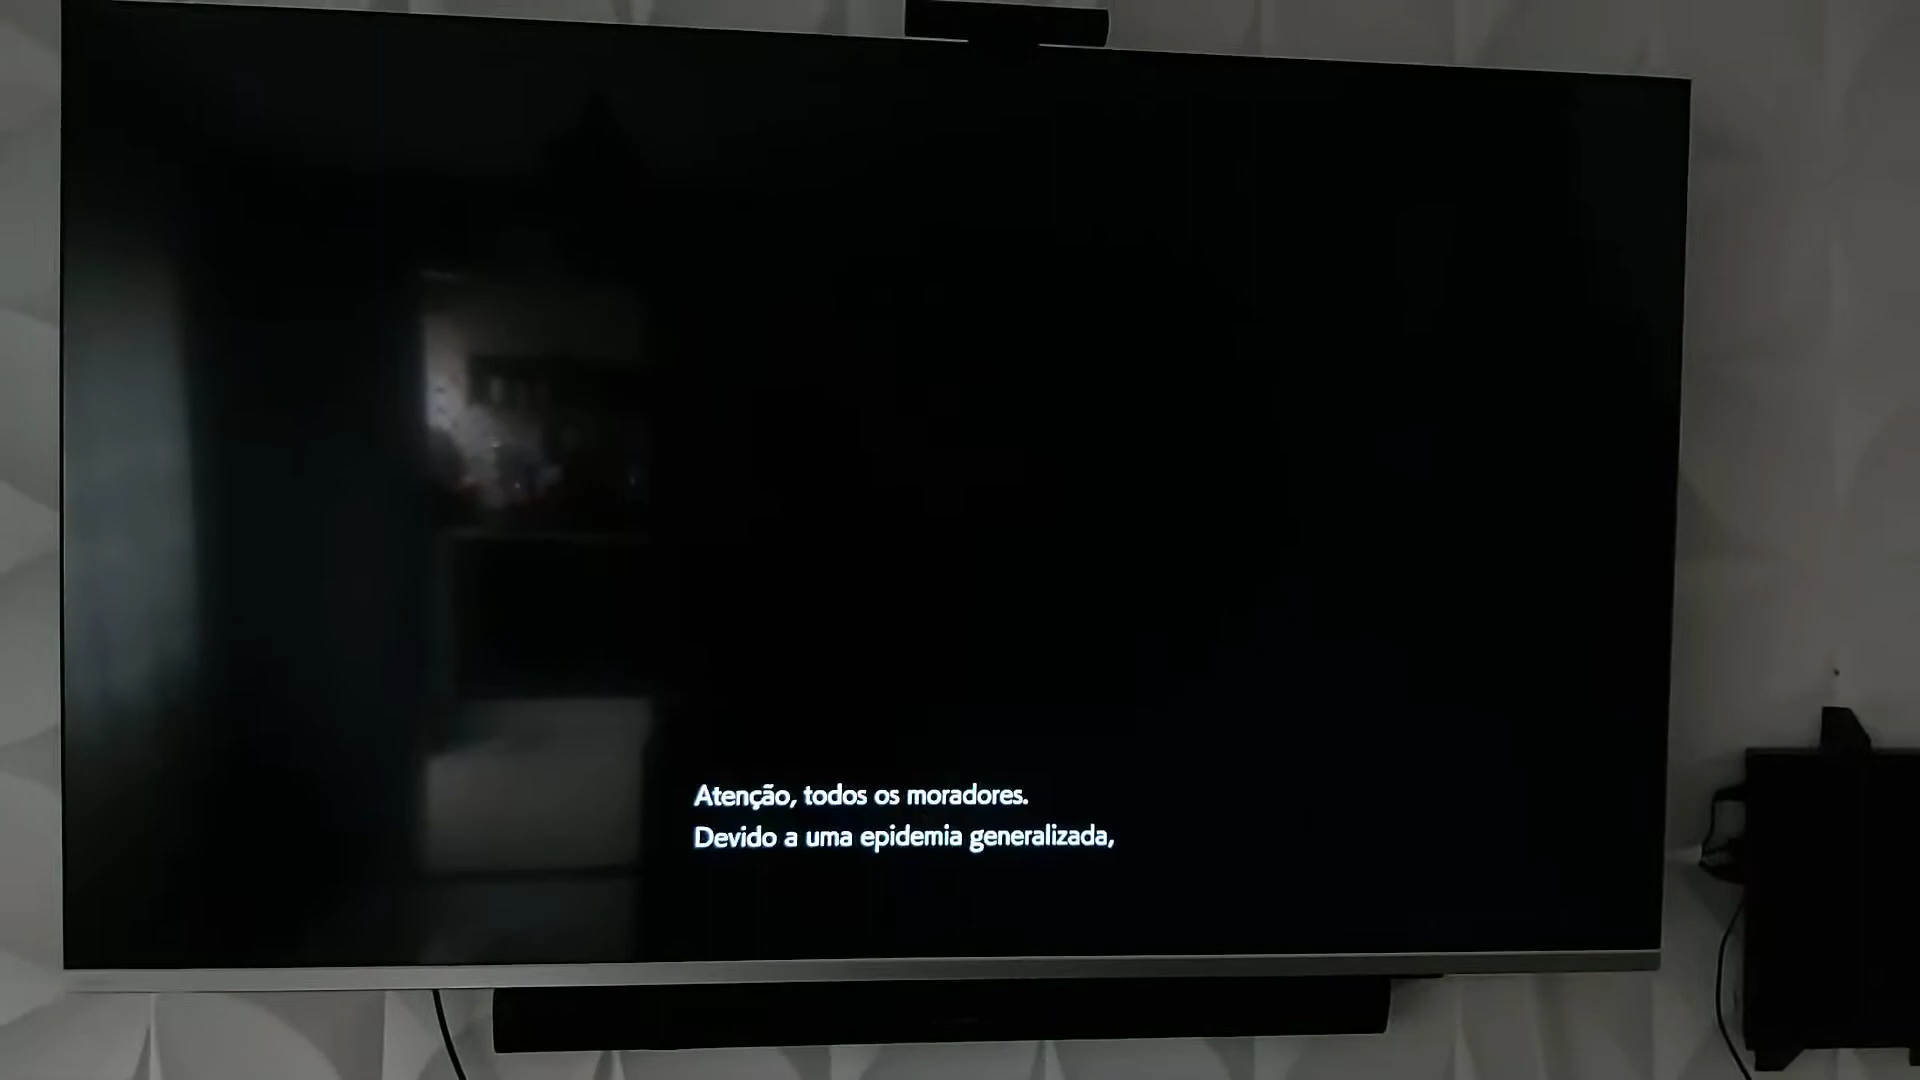 Atenção, todos os moradores.
Devido a uma epidemia generalizada,